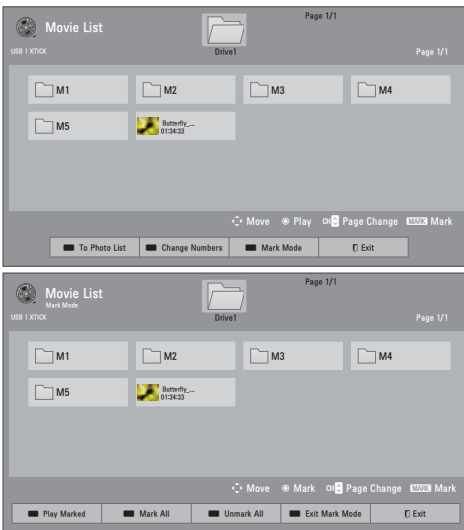 Page 1/1
Movie List
Drive1
USB 1 XTICK
Page 1/1
M1 M2 M3 M4
M5 Butterfly_...
01:34:33
Move Play CH Page Change MARK Mark
To Photo List Change Numbers Mark Mode Exit
Page 1/1
Movie List
Mark Mode
Drive1
USB 1 XTICK
Page 1/1
M1 M2 M3 M4
M5 Butterfly_...
01:34:33
Move Mark CH Page Change MARK Mark
Play Marked Mark All Unmark All Exit Mark Mode Exit